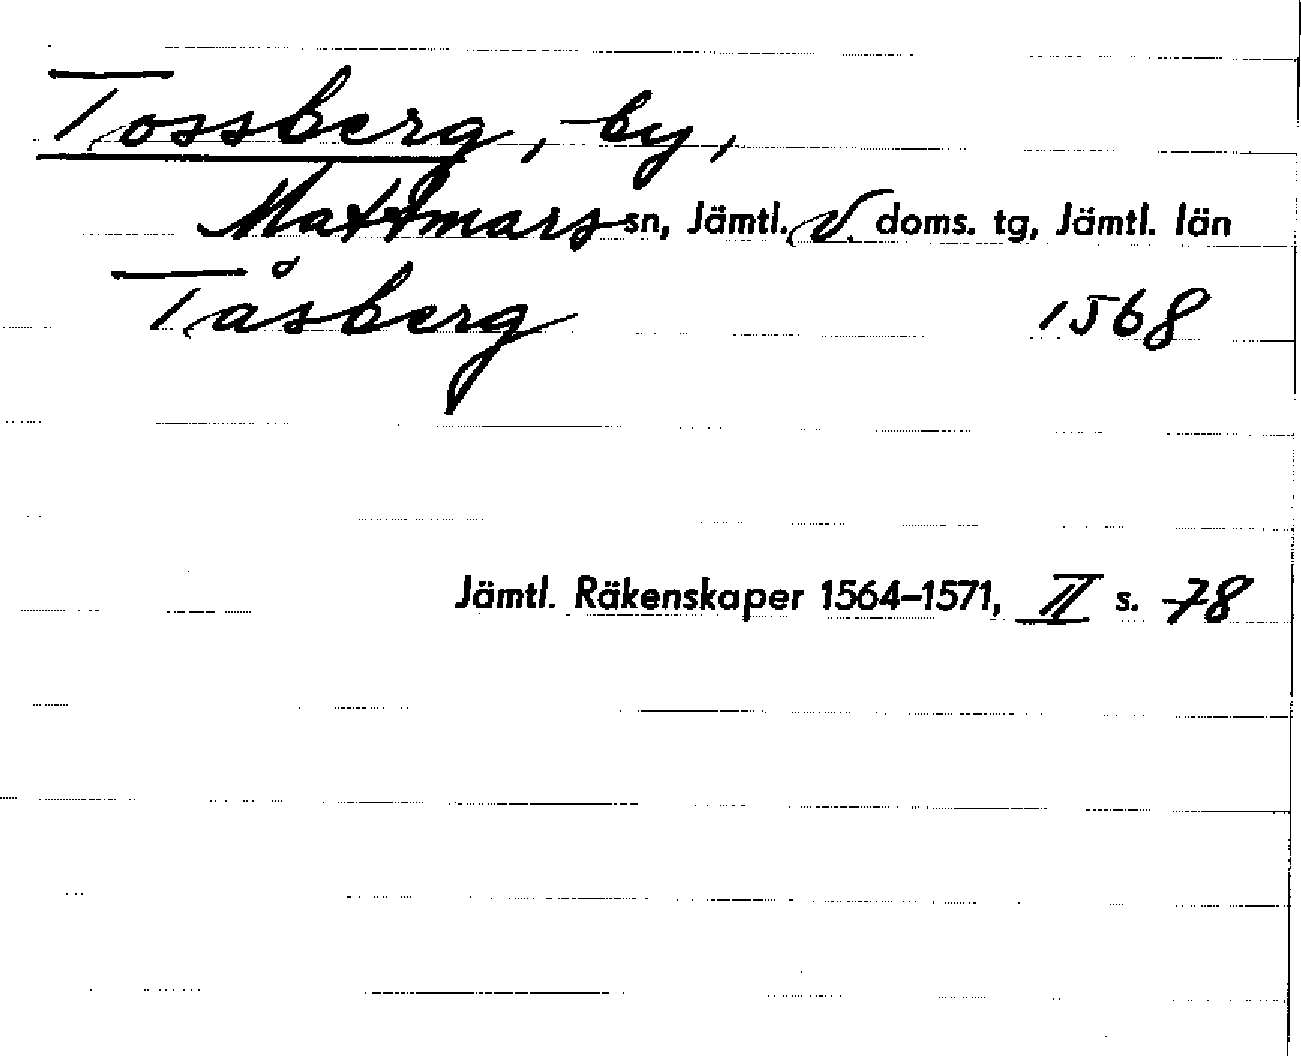 Tossberg, by,
Mattmars sn, Jämtl. V. doms. tg, Jämtl. län
Tåsberg 1568
Jämtl. Räkenskaper 1564–1571, II s. 78